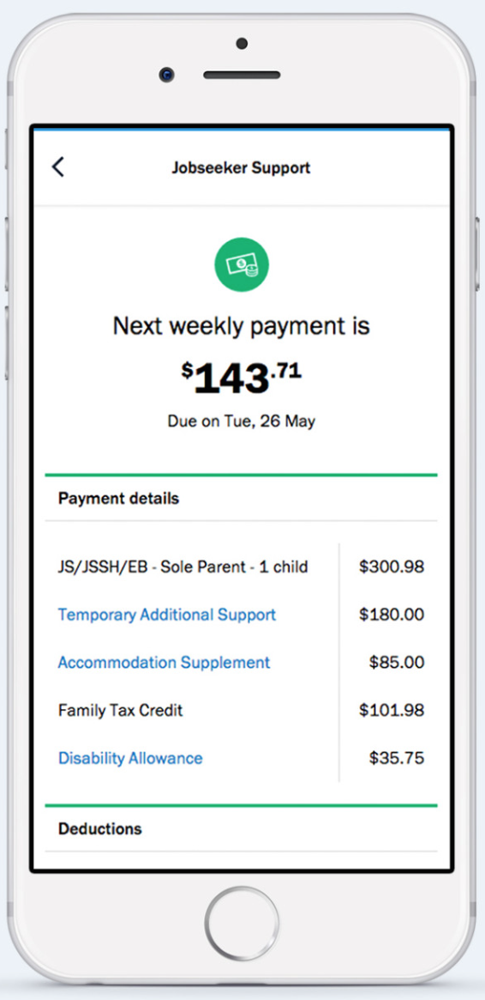 Jobseeker Support
Next weekly payment is
$143.71
Due on Tue, 26 May
Payment details
JS/JSSH/EB - Sole Parent - 1 child $300.98
Temporary Additional Support $180.00
Accommodation Supplement $85.00
Family Tax Credit $101.98
Disability Allowance $35.75
Deductions